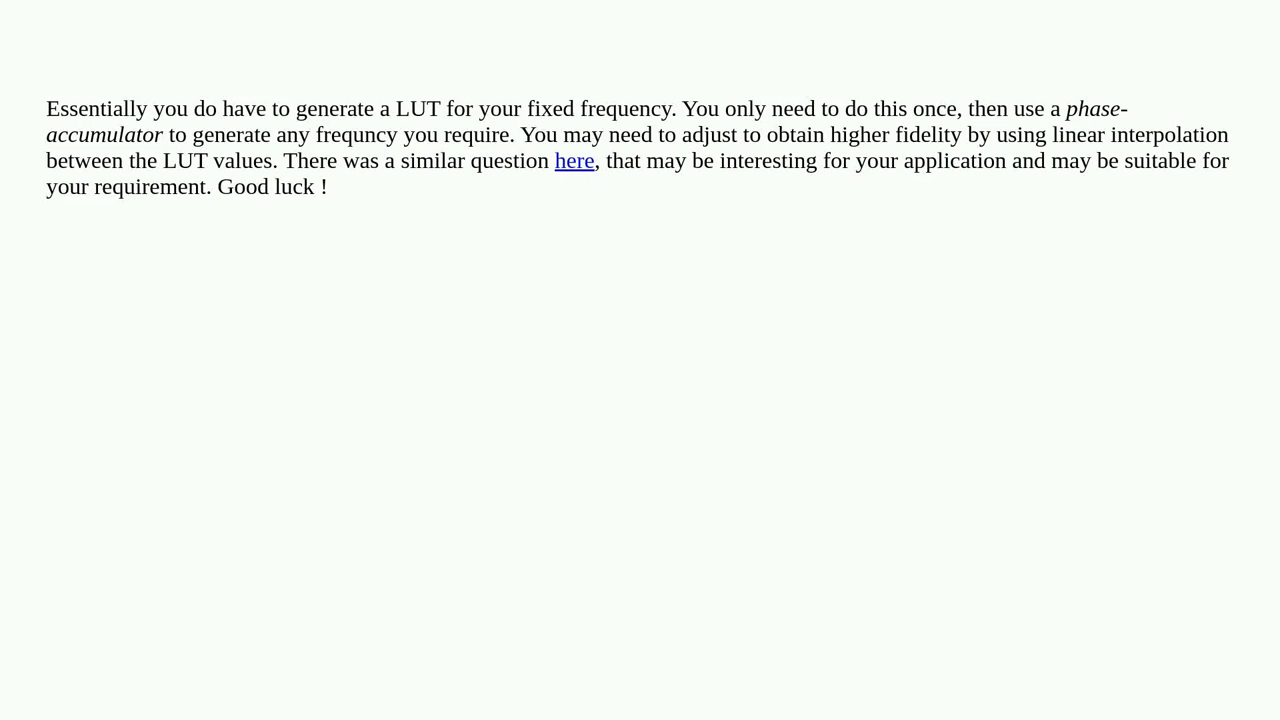 Essentially you do have to generate a LUT for your fixed frequency. You only need to do this once, then use a phase-
accumulator to generate any frequncy you require. You may need to adjust to obtain higher fidelity by using linear interpolation
between the LUT values. There was a similar question here, that may be interesting for your application and may be suitable for
your requirement. Good luck !